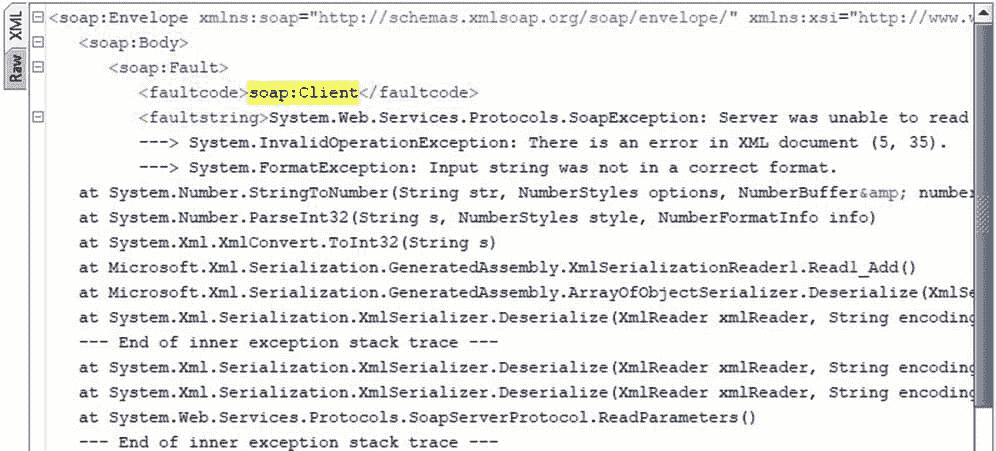 XML
Raw
<soap:Envelope xmlns:soap="http://schemas.xmlsoap.org/soap/envelope/" xmlns:xsi="http://www.
<soap:Body>
<soap:Fault>
<faultcode>soap:Client</faultcode>
<faultstring>System.Web.Services.Protocols.SoapException: Server was unable to read
---> System.InvalidOperationException: There is an error in XML document (5, 35).
---> System.FormatException: Input string was not in a correct format.
at System.Number.StringToNumber(String str, NumberStyles options, NumberBuffer&amp; number
at System.Number.ParseInt32(String s, NumberStyles style, NumberFormatInfo info)
at System.Xml.XmlConvert.ToInt32(String s)
at Microsoft.Xml.Serialization.GeneratedAssembly.XmlSerializationReader1.Read1_Add()
at Microsoft.Xml.Serialization.GeneratedAssembly.ArrayOfObjectSerializer.Deserialize(XmlSe
at System.Xml.Serialization.XmlSerializer.Deserialize(XmlReader xmlReader, String encoding
--- End of inner exception stack trace ---
at System.Xml.Serialization.XmlSerializer.Deserialize(XmlReader xmlReader, String encoding
at System.Xml.Serialization.XmlSerializer.Deserialize(XmlReader xmlReader, String encoding
at System.Web.Services.Protocols.SoapServerProtocol.ReadParameters()
--- End of inner exception stack trace ---